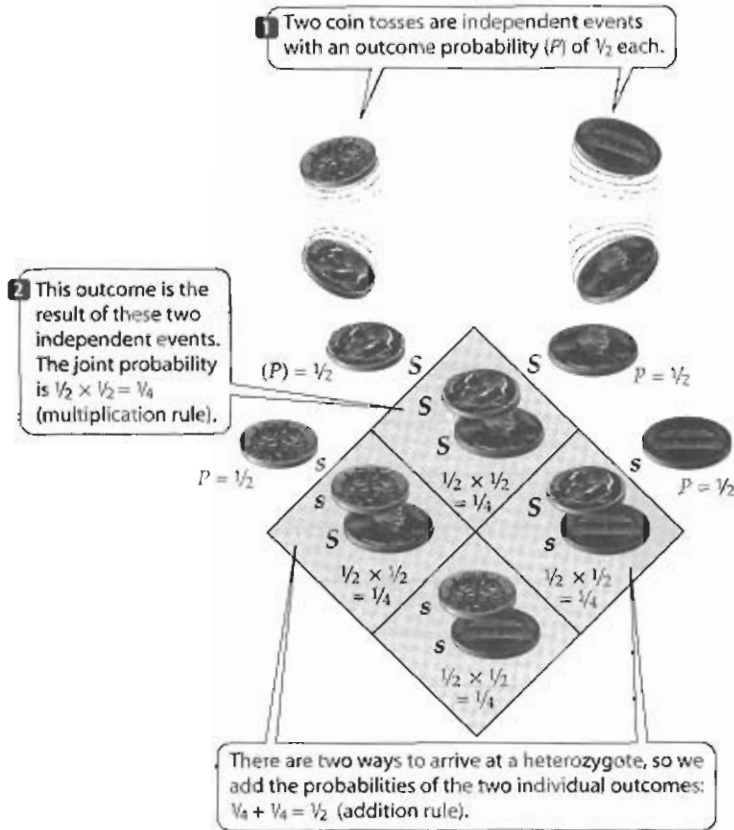 1 Two coin tosses are independent events
with an outcome probability (P) of ½ each.
2 This outcome is the
result of these two
independent events.
The joint probability
is ½ × ½ = ¼
(multiplication rule).
(P) = ½
S
S
P = ½
S
S
½ × ½
= ¼
P = ½
s
s
P = ½
s
S
½ × ½
= ¼
S
s
½ × ½
= ¼
s
s
½ × ½
= ¼
There are two ways to arrive at a heterozygote, so we
add the probabilities of the two individual outcomes:
¼ + ¼ = ½ (addition rule).